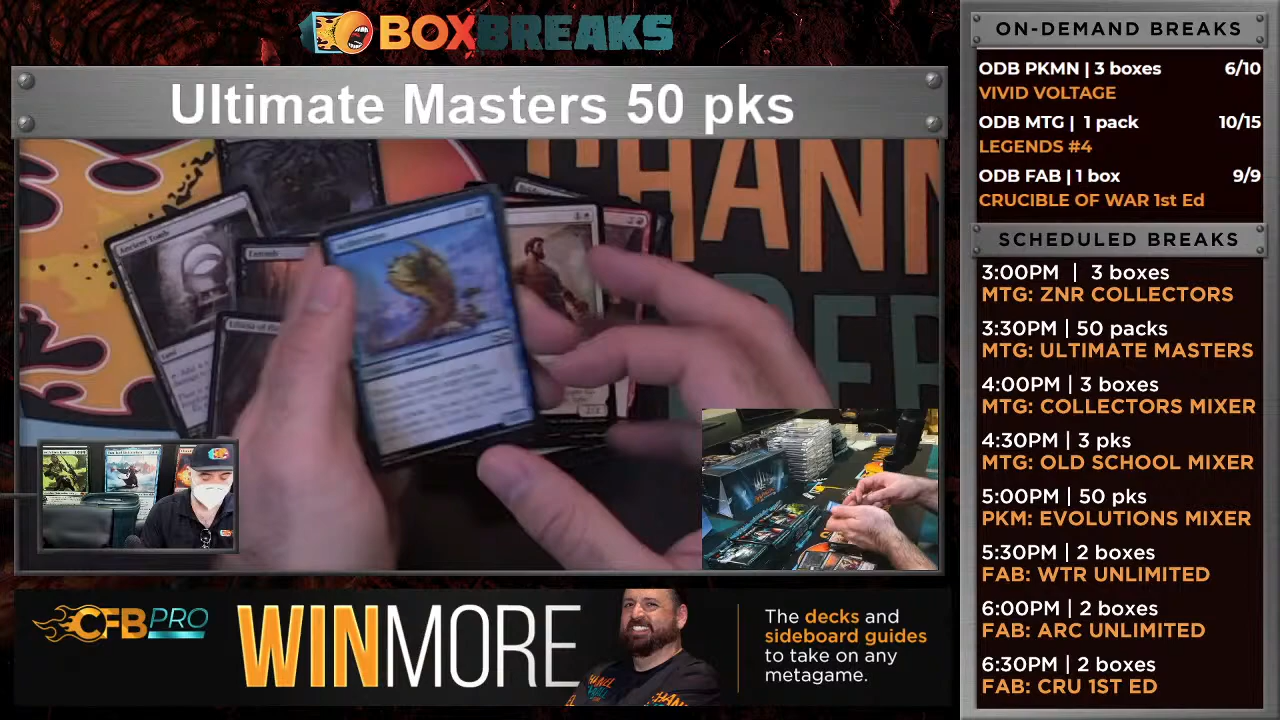 BOXBREAKS
Ultimate Masters 50 pks
Ancient Tomb
Entomb
CHANN
CFBPRO
WINMORE
The decks and
sideboard guides
to take on any
metagame.
ON-DEMAND BREAKS
ODB PKMN | 3 boxes 6/10
VIVID VOLTAGE
ODB MTG | 1 pack 10/15
LEGENDS #4
ODB FAB | 1 box 9/9
CRUCIBLE OF WAR 1st Ed
SCHEDULED BREAKS
3:00PM | 3 boxes
MTG: ZNR COLLECTORS
3:30PM | 50 packs
MTG: ULTIMATE MASTERS
4:00PM | 3 boxes
MTG: COLLECTORS MIXER
4:30PM | 3 pks
MTG: OLD SCHOOL MIXER
5:00PM | 50 pks
PKM: EVOLUTIONS MIXER
5:30PM | 2 boxes
FAB: WTR UNLIMITED
6:00PM | 2 boxes
FAB: ARC UNLIMITED
6:30PM | 2 boxes
FAB: CRU 1ST ED